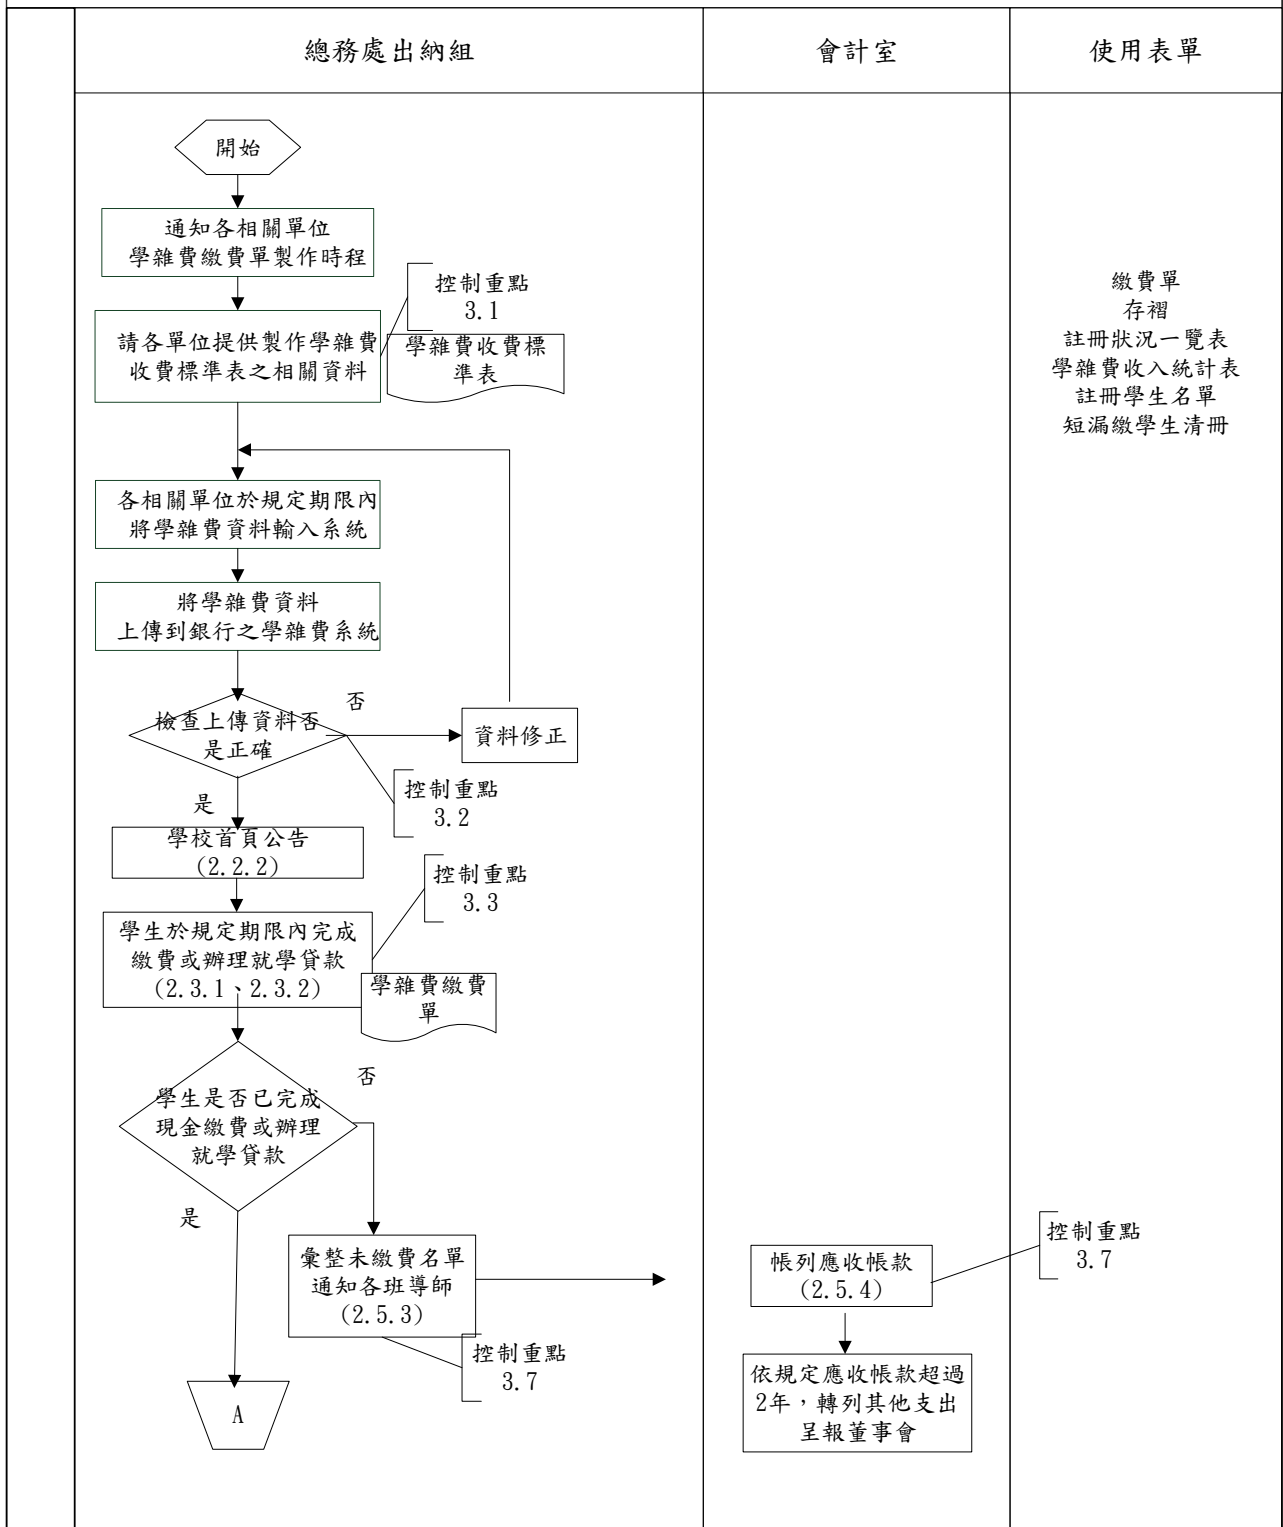 總務處出納組
會計室
使用表單
開始
通知各相關單位
學雜費繳費單製作時程
控制重點
3.1
請各單位提供製作學雜費
收費標準表之相關資料
學雜費收費標
準表
繳費單
存褶
註冊狀況一覽表
學雜費收入統計表
註冊學生名單
短漏繳學生清冊
各相關單位於規定期限內
將學雜費資料輸入系統
將學雜費資料
上傳到銀行之學雜費系統
檢查上傳資料否
是正確
否
資料修正
控制重點
3.2
是
學校首頁公告
(2.2.2)
控制重點
3.3
學生於規定期限內完成
繳費或辦理就學貸款
(2.3.1、2.3.2)
學雜費繳費
單
學生是否已完成
現金繳費或辦理
就學貸款
否
是
彙整未繳費名單
通知各班導師
(2.5.3)
控制重點
3.7
帳列應收帳款
(2.5.4)
控制重點
3.7
依規定應收帳款超過
2年，轉列其他支出
呈報董事會
A